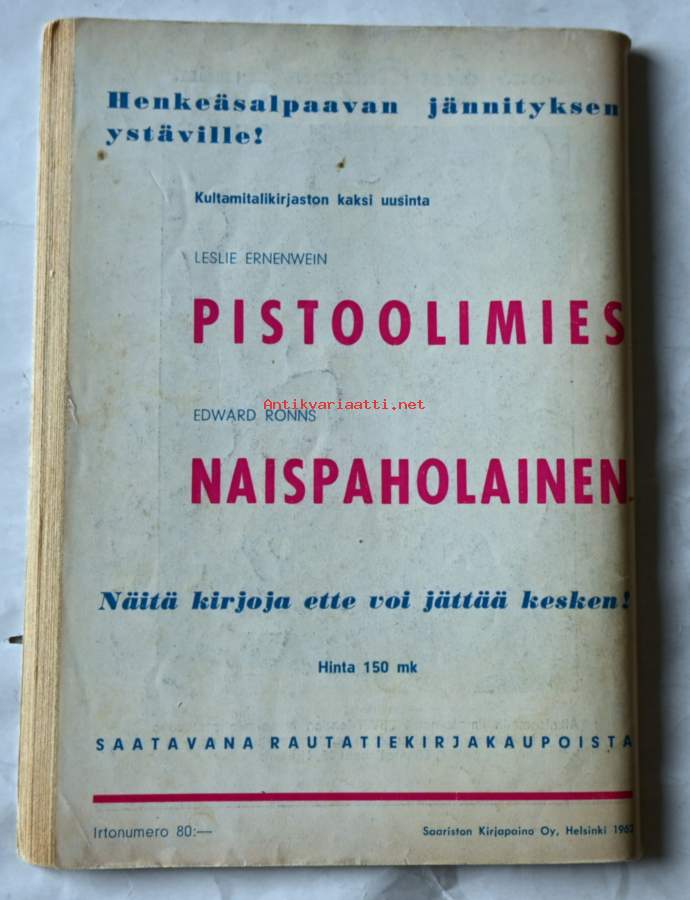 Henkeäsalpaavan jännityksen
ystäville!
Kultamitalikirjaston kaksi uusinta
LESLIE ERNENWEIN
PISTOOLIMIES
Antikvariaatti.net
EDWARD RONNS
NAISPAHOLAINEN
Näitä kirjoja ette voi jättää kesken!
Hinta 150 mk
SAATAVANA RAUTATIEKIRJAKAUPOISTA
Irtonumero 80:—
Saariston Kirjapaino Oy, Helsinki